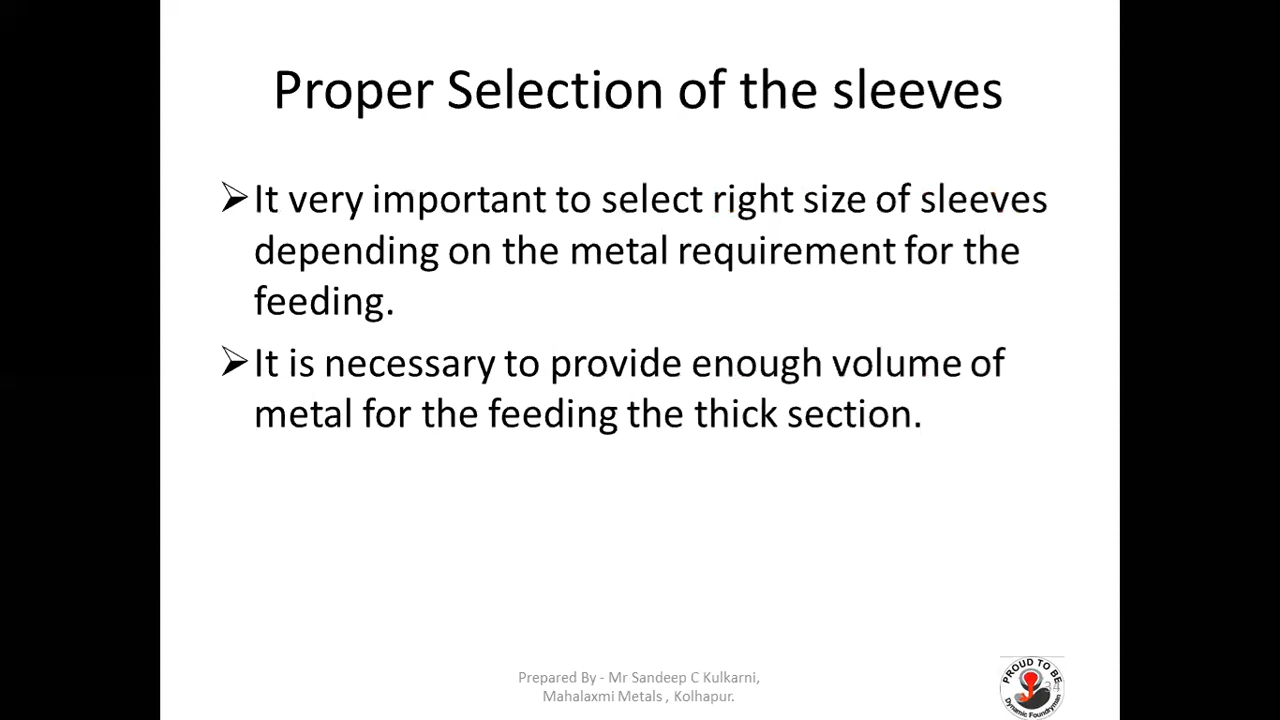 Proper Selection of the sleeves
It very important to select right size of sleeves
depending on the metal requirement for the
feeding.
It is necessary to provide enough volume of
metal for the feeding the thick section.
Prepared By - Mr Sandeep C Kulkarni,
Mahalaxmi Metals , Kolhapur.
PROUD TO BE
Dynamic Foundryman